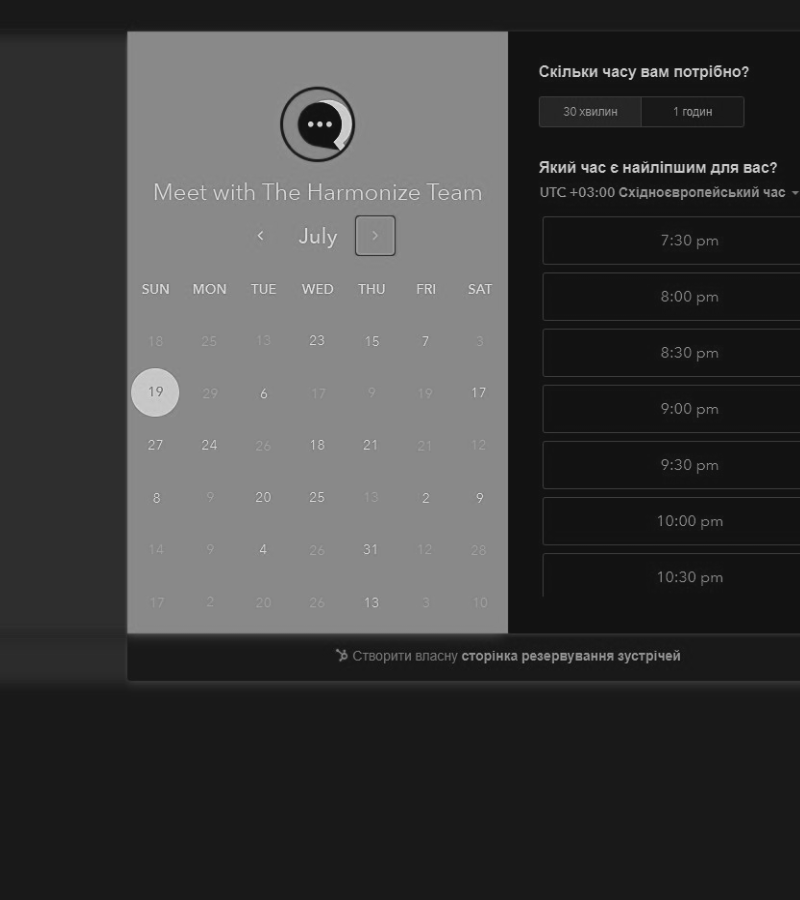 Meet with The Harmonize Team
July
SUN MON TUE WED THU FRI SAT
18 25 13 23 15 7 3
19 29 6 17 9 19 17
27 24 26 18 21 21 12
8 9 20 25 13 2 9
14 9 4 26 31 12 28
17 2 20 26 13 3 10
Скільки часу вам потрібно?
30 хвилин 1 годин
Який час є найліпшим для вас?
UTC +03:00 Східноєвропейський час
7:30 pm
8:00 pm
8:30 pm
9:00 pm
9:30 pm
10:00 pm
10:30 pm
Створити власну сторінка резервування зустрічей